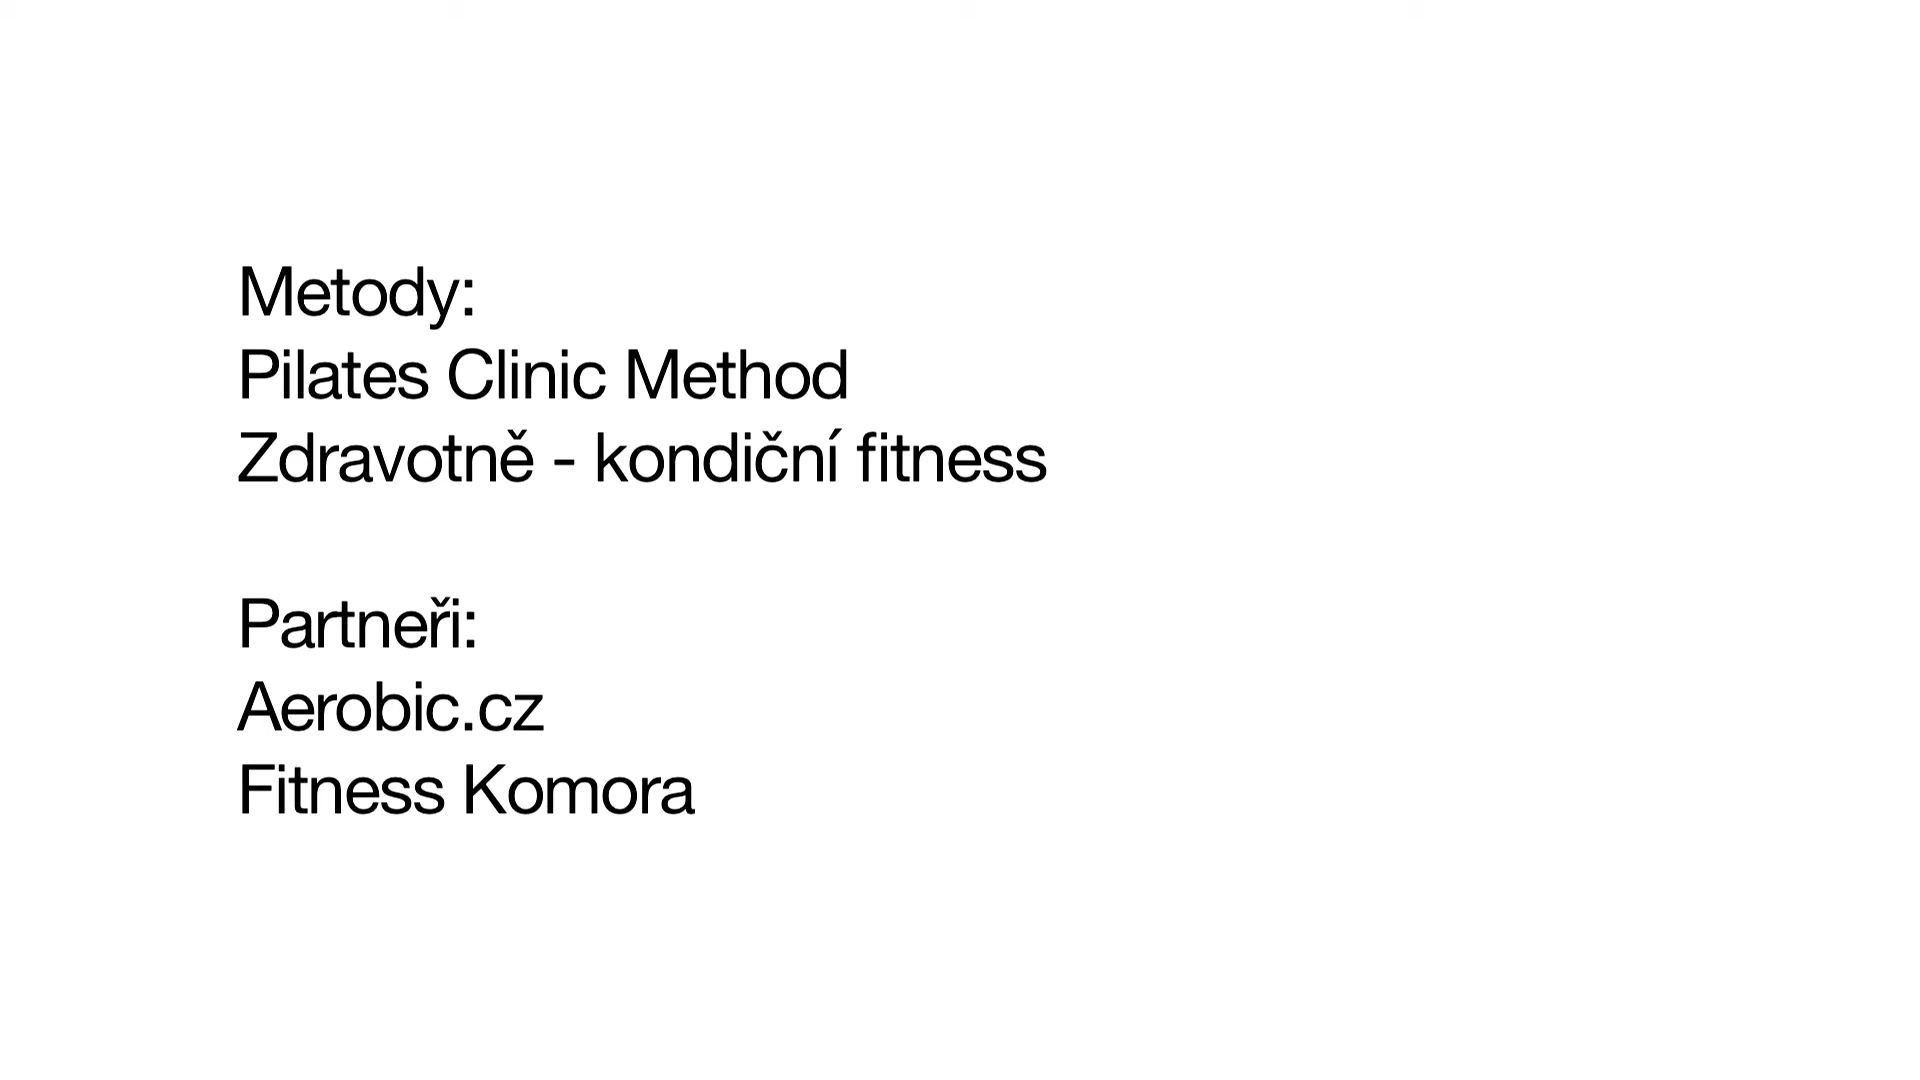 Metody:
Pilates Clinic Method
Zdravotně - kondiční fitness
Partneři:
Aerobic.cz
Fitness Komora